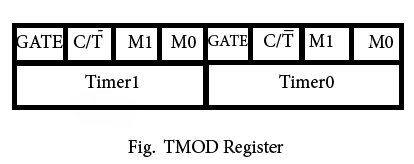 GATE C/T̄ M1 M0 GATE C/T̄ M1 M0
Timer1 Timer0
Fig. TMOD Register